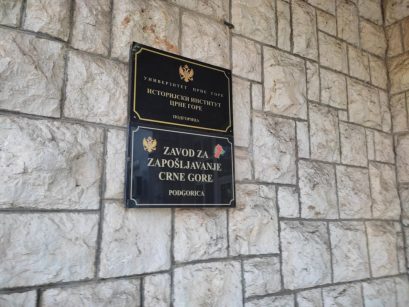 УНИВЕРЗИТЕТ ЦРНЕ ГОРЕ
ИСТОРИЈСКИ ИНСТИТУТ
ЦРНЕ ГОРЕ
ПОДГОРИЦА
ZAVOD ZA
ZAPOŠLJAVANJE
CRNE GORE
PODGORICA